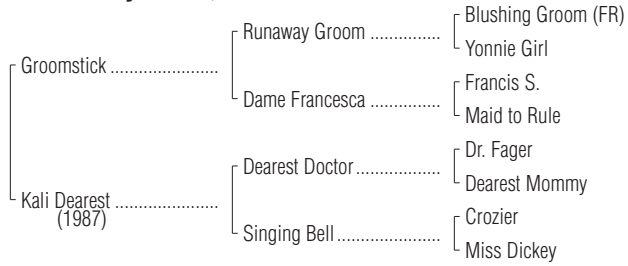 Blushing Groom (FR)
Runaway Groom ...............
Yonnie Girl
Groomstick .......................
Francis S.
Dame Francesca ...............
Maid to Rule
Dr. Fager
Dearest Doctor..................
Dearest Mommy
Kali Dearest ......................
(1987)
Crozier
Singing Bell......................
Miss Dickey